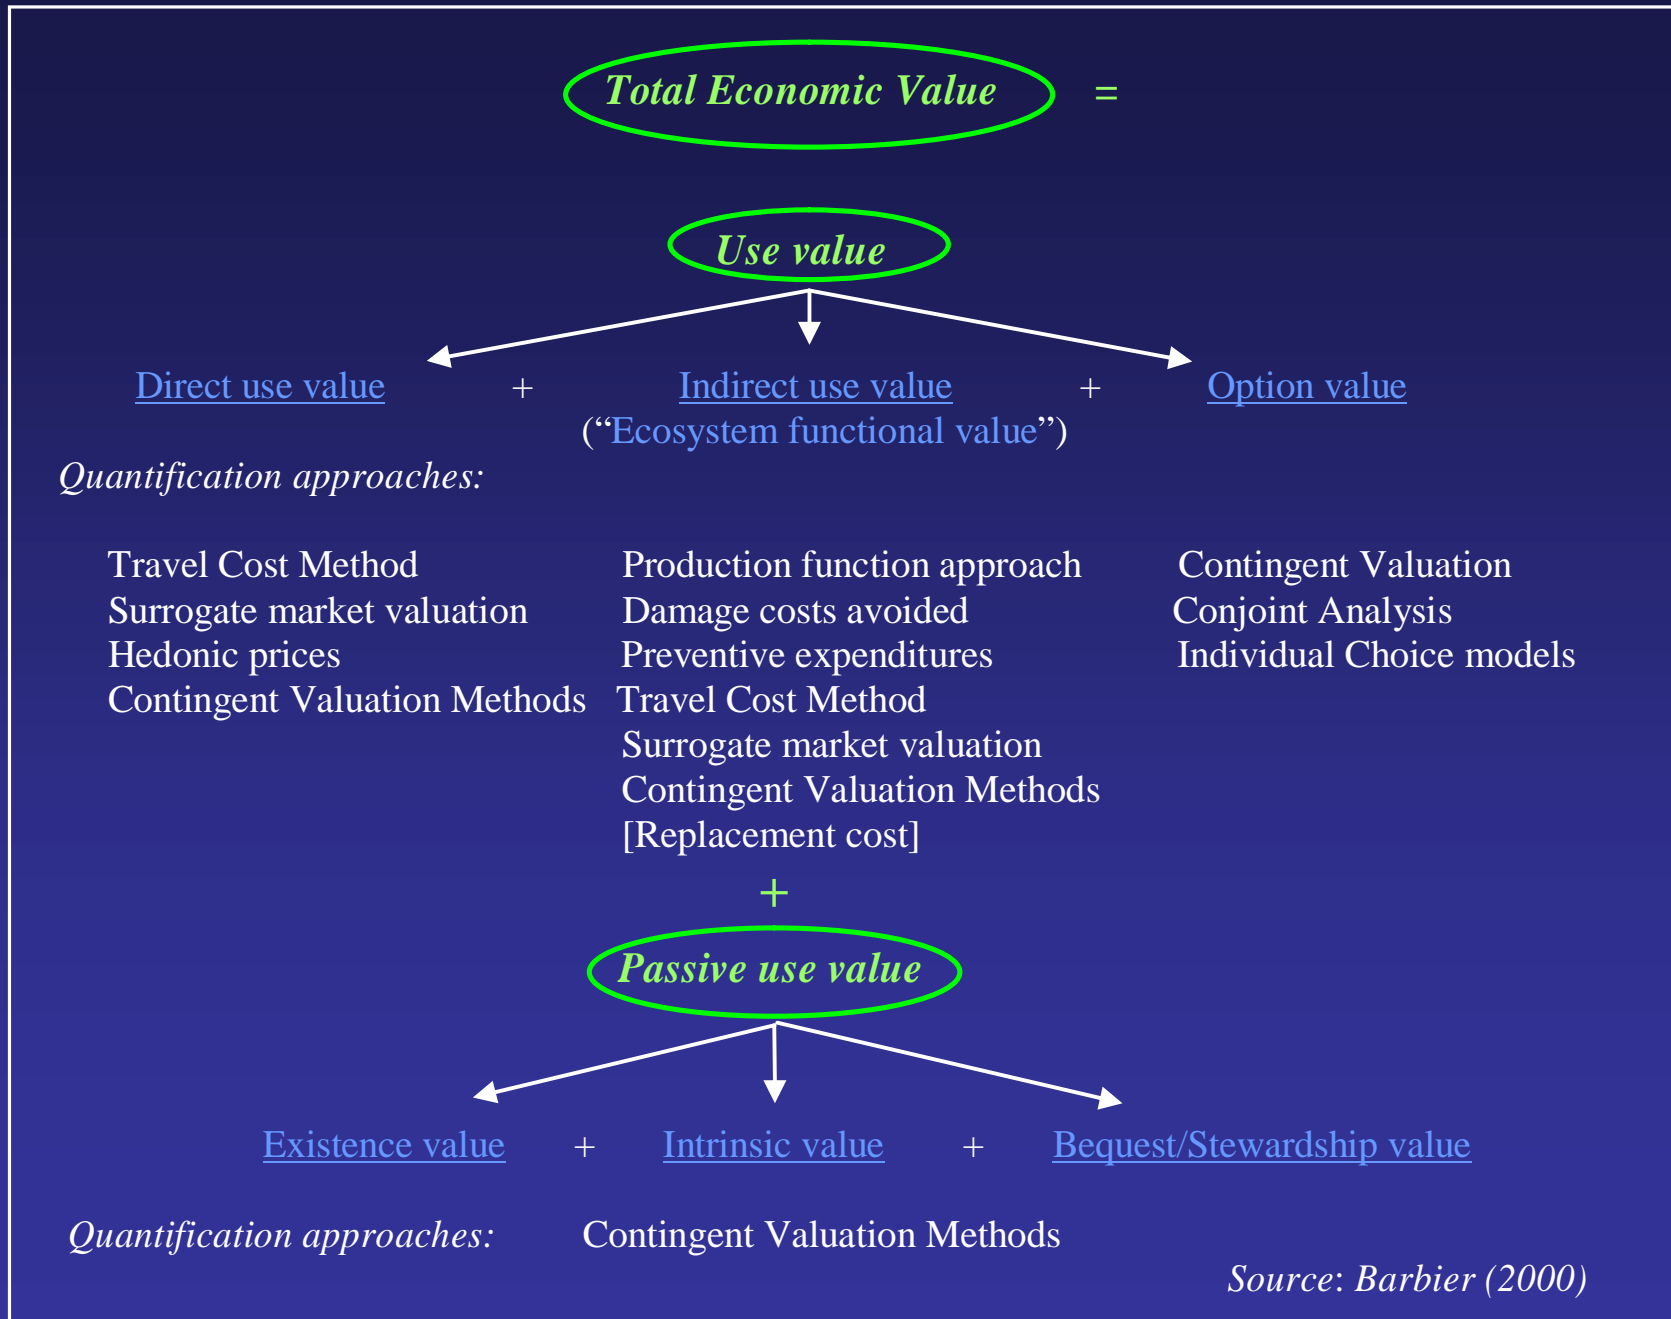 Total Economic Value =
Use value
Direct use value + Indirect use value + Option value
(“Ecosystem functional value”)
Quantification approaches:
Travel Cost Method Production function approach Contingent Valuation
Surrogate market valuation Damage costs avoided Conjoint Analysis
Hedonic prices Preventive expenditures Individual Choice models
Contingent Valuation Methods Travel Cost Method
Surrogate market valuation
Contingent Valuation Methods
[Replacement cost]
+
Passive use value
Existence value + Intrinsic value + Bequest/Stewardship value
Quantification approaches: Contingent Valuation Methods
Source: Barbier (2000)